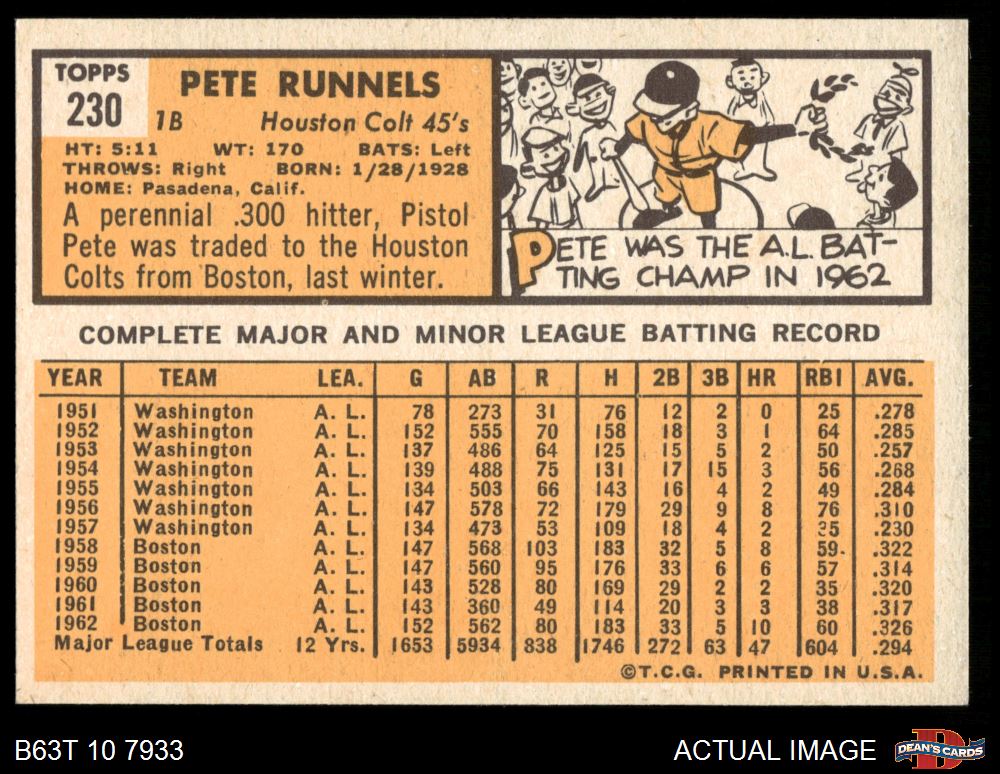 TOPPS
230
PETE RUNNELS
1B Houston Colt 45's
HT: 5:11 WT: 170 BATS: Left
THROWS: Right BORN: 1/28/1928
HOME: Pasadena, Calif.
A perennial .300 hitter, Pistol
Pete was traded to the Houston
Colts from Boston, last winter.
PETE WAS THE A.L. BAT-
TING CHAMP IN 1962
COMPLETE MAJOR AND MINOR LEAGUE BATTING RECORD
YEAR TEAM LEA. G AB R H 2B 3B HR RBI AVG.
1951 Washington A. L. 78 273 31 76 12 2 0 25 .278
1952 Washington A. L. 152 555 70 158 18 3 1 64 .285
1953 Washington A. L. 137 486 64 125 15 5 2 50 .257
1954 Washington A. L. 139 488 75 131 17 15 3 56 .268
1955 Washington A. L. 134 503 66 143 16 4 2 49 .284
1956 Washington A. L. 147 578 72 179 29 9 8 76 .310
1957 Washington A. L. 134 473 53 109 18 4 2 35 .230
1958 Boston A. L. 147 568 103 183 32 5 8 59 .322
1959 Boston A. L. 147 560 95 176 33 6 6 57 .314
1960 Boston A. L. 143 528 80 169 29 2 2 35 .320
1961 Boston A. L. 143 360 49 114 20 3 3 38 .317
1962 Boston A. L. 152 562 80 183 33 5 10 60 .326
Major League Totals 12 Yrs. 1653 5934 838 1746 272 63 47 604 .294
©T.C.G. PRINTED IN U.S.A.
B63T 10 7933
ACTUAL IMAGE
DEAN'S CARDS